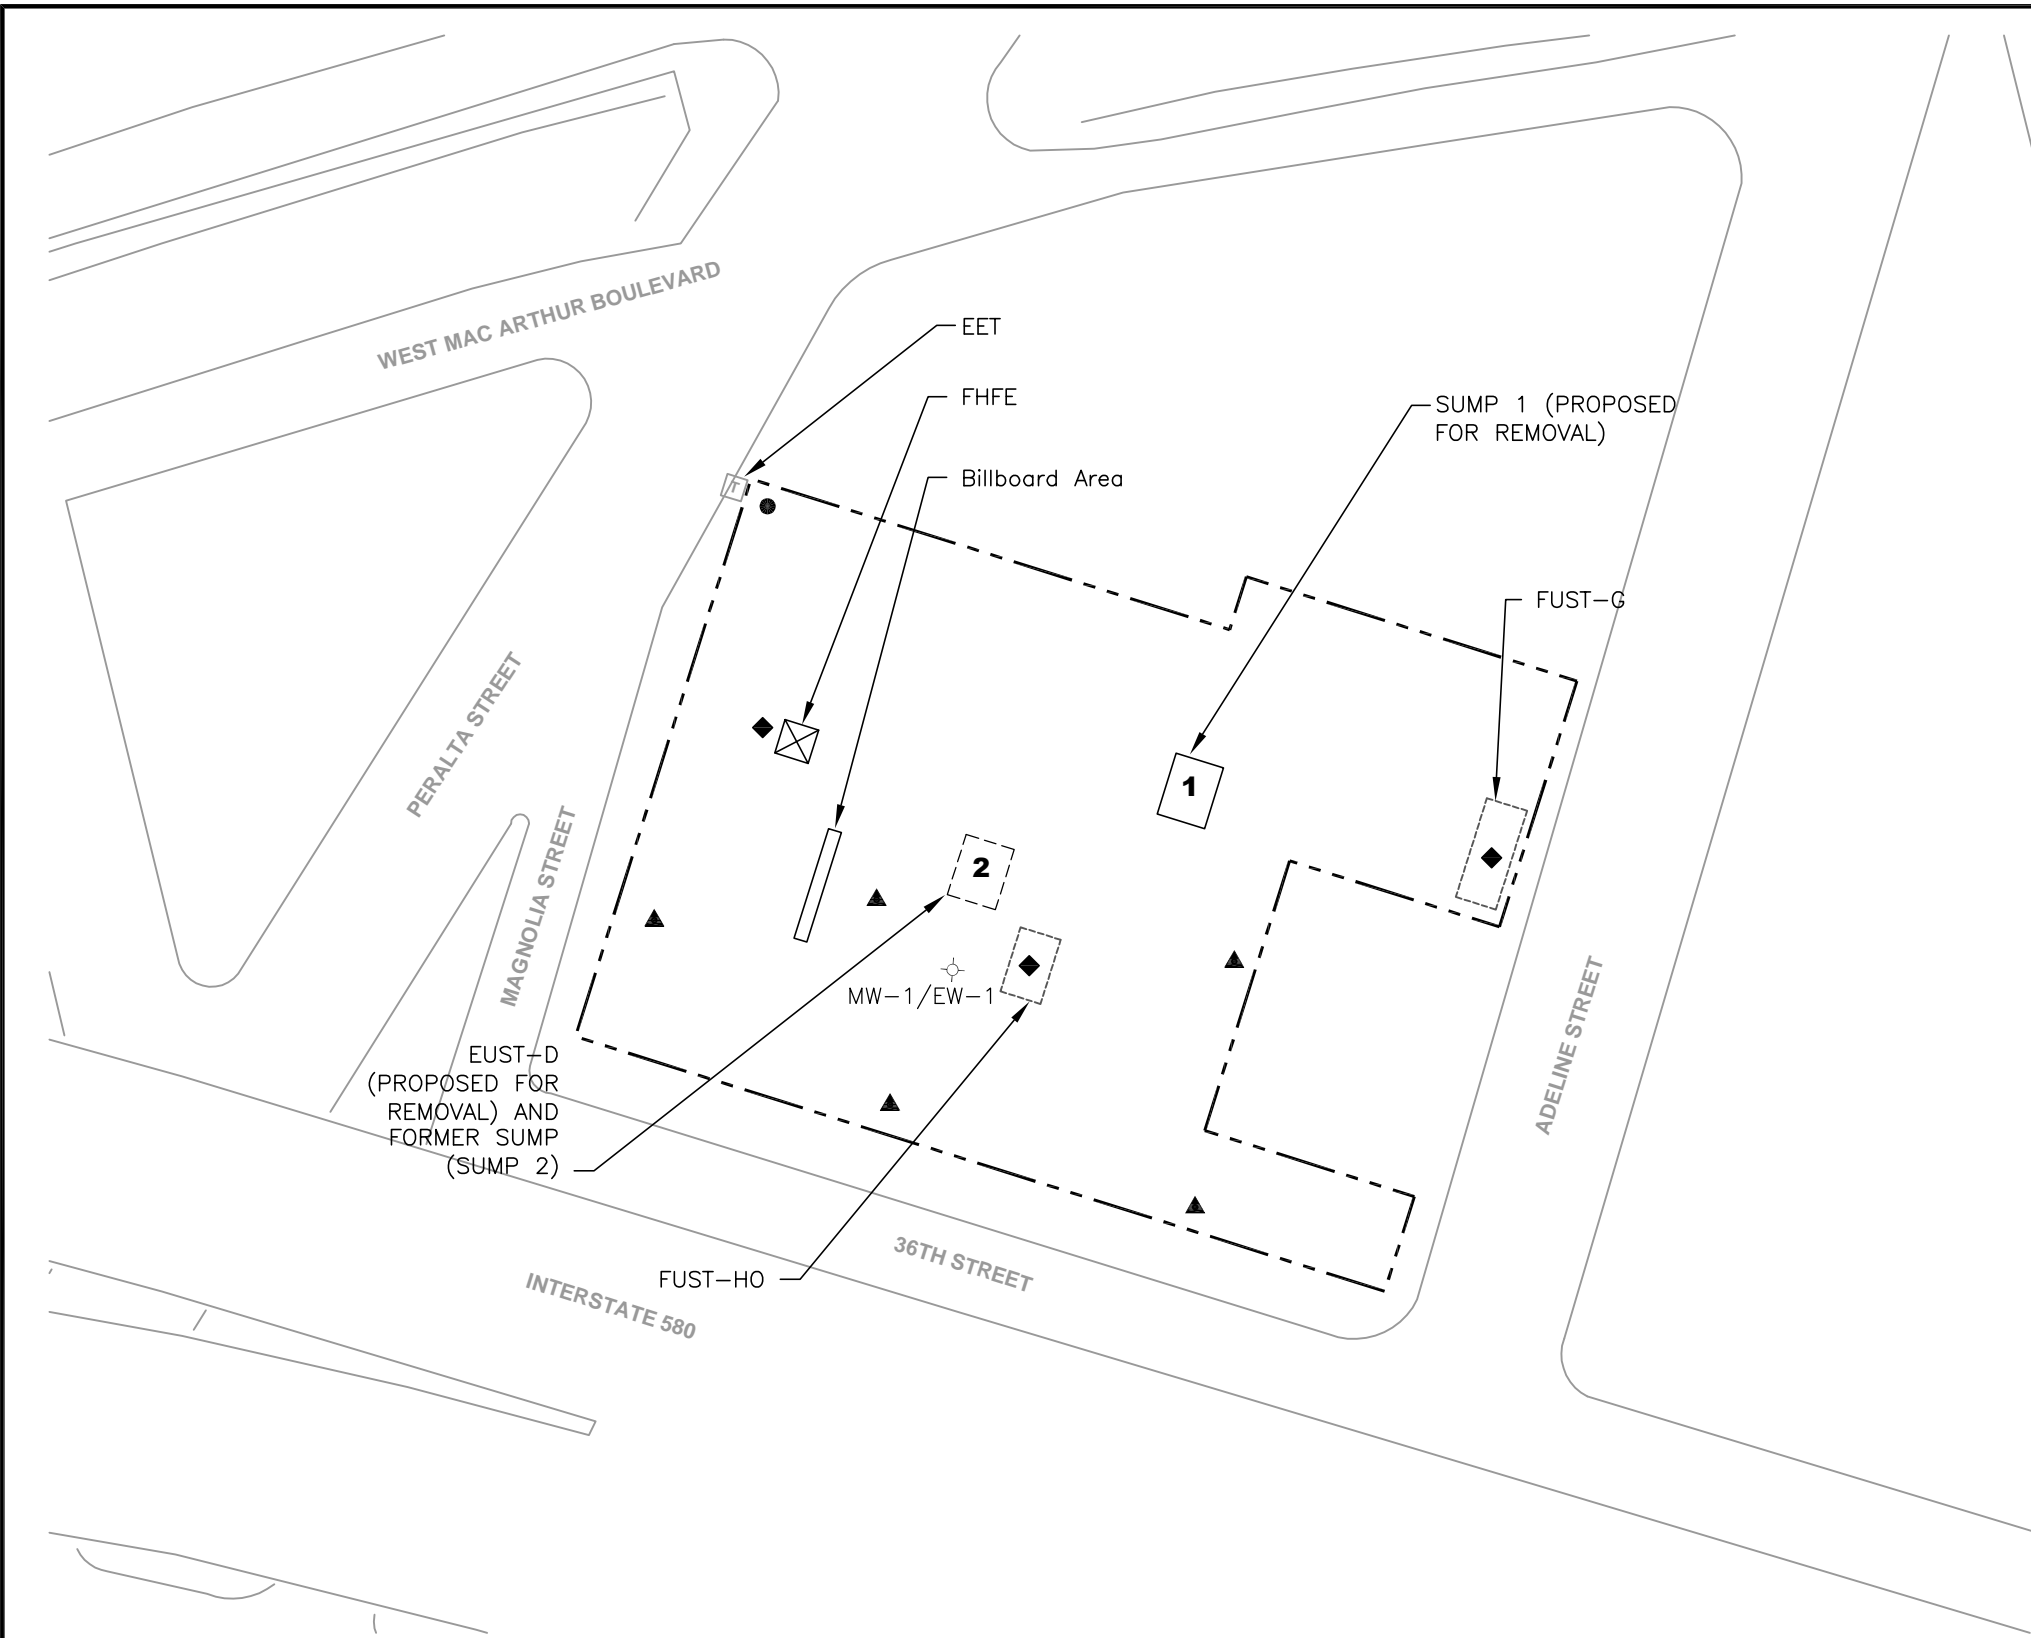 WEST MAC ARTHUR BOULEVARD
EET
FHFE
SUMP 1 (PROPOSED
FOR REMOVAL)
Billboard Area
T
FUST-G
PERALTA STREET
1
MAGNOLIA STREET
2
MW-1/EW-1
ADELINE STREET
EUST-D
(PROPOSED FOR
REMOVAL) AND
FORMER SUMP
(SUMP 2)
36TH STREET
FUST-HO
INTERSTATE 580